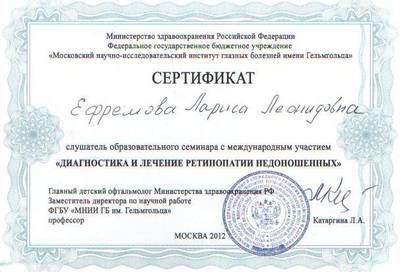 Министерство здравоохранения Российской Федерации
Федеральное государственное бюджетное учреждение
«Московский научно-исследовательский институт глазных болезней имени Гельмгольца»
СЕРТИФИКАТ
Ефремова Лариса Леонидовна
слушатель образовательного семинара с международным участием
«ДИАГНОСТИКА И ЛЕЧЕНИЕ РЕТИНОПАТИИ НЕДОНОШЕННЫХ»
Главный детский офтальмолог Министерства здравоохранения РФ
Заместитель директора по научной работе
ФГБУ «МНИИ ГБ им. Гельмгольца»
профессор
Катаргина Л.А.
МОСКВА 2012